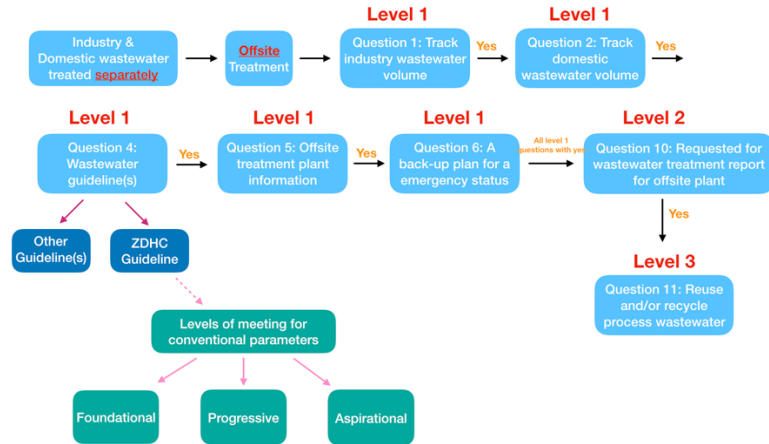 Level 1
Level 1
Industry &
Domestic wastewater
treated separately
Offsite
Treatment
Question 1: Track
industry wastewater
volume
Yes
Question 2: Track
domestic
wastewater volume
Yes
Level 1
Level 1
Level 1
Level 2
Question 4:
Wastewater
guideline(s)
Yes
Question 5: Offsite
treatment plant
information
Yes
Question 6: A
back-up plan for a
emergency status
All level 1
questions with yes
Question 10: Requested for
wastewater treatment report
for offsite plant
Yes
Other
Guideline(s)
ZDHC
Guideline
Level 3
Question 11: Reuse
and/or recycle
process wastewater
Levels of meeting for
conventional parameters
Foundational
Progressive
Aspirational